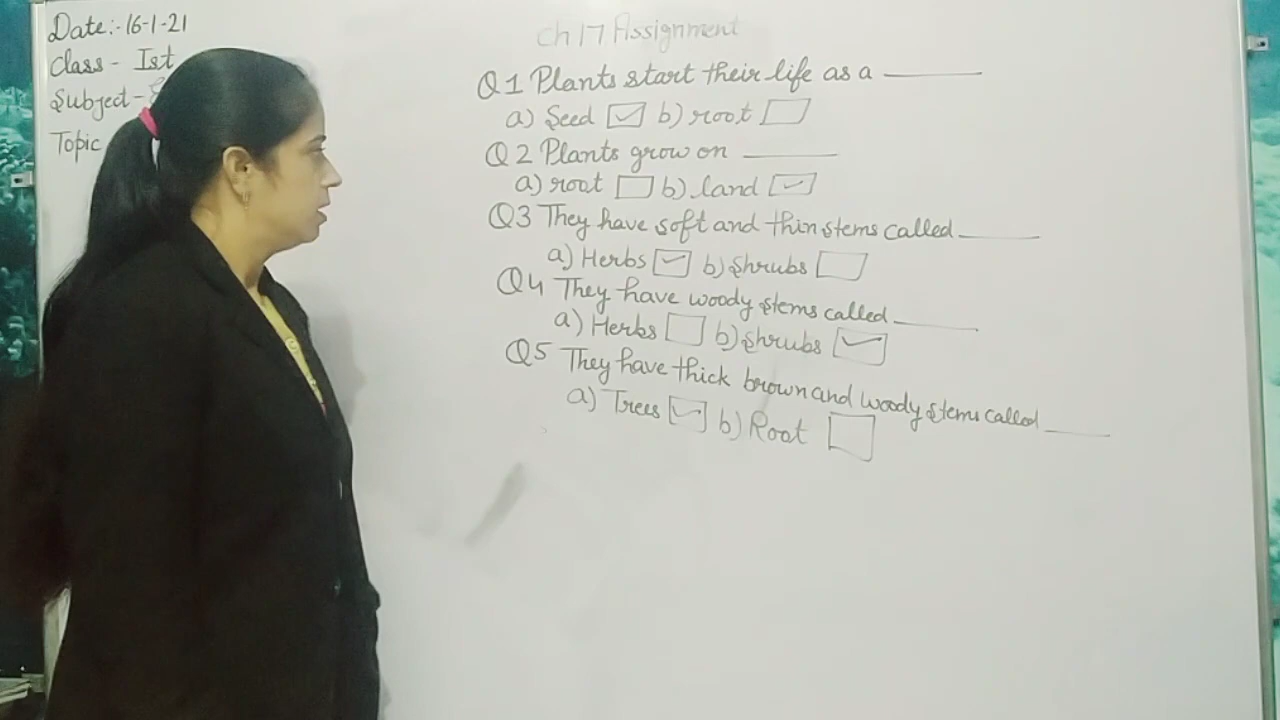 Date:- 16-1-21
Class - Ist
Subject -
Topic
Ch 17 Assignment
Q1 Plants start their life as a ______
a) Seed ☑ b) root ☐
Q2 Plants grow on ______
a) root ☐ b) land ☑
Q3 They have soft and thin stems called ______
a) Herbs ☑ b) Shrubs ☐
Q4 They have woody stems called ______
a) Herbs ☐ b) Shrubs ☑
Q5 They have thick brown and woody stems called ______
a) Trees ☑ b) Root ☐